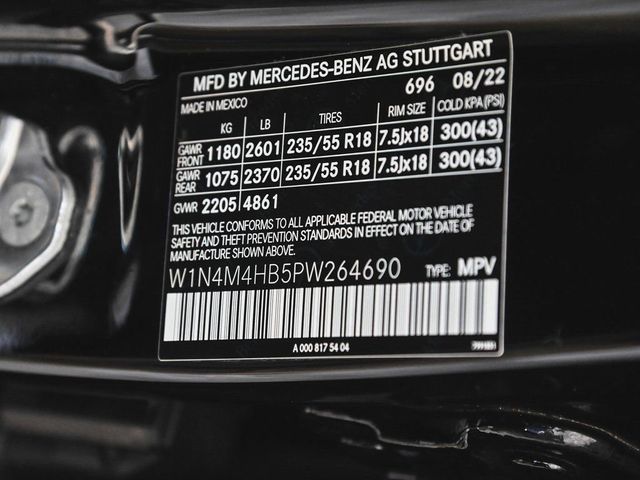 MFD BY MERCEDES-BENZ AG STUTTGART
696 08/22
MADE IN MEXICO
KG LB TIRES RIM SIZE COLD KPA(PSI)
GAWR FRONT 1180 2601 235/55 R18 7.5Jx18 300(43)
GAWR REAR 1075 2370 235/55 R18 7.5Jx18 300(43)
GVWR 2205 4861
THIS VEHICLE CONFORMS TO ALL APPLICABLE FEDERAL MOTOR VEHICLE
SAFETY AND THEFT PREVENTION STANDARDS IN EFFECT ON THE DATE OF
MANUFACTURE SHOWN ABOVE.
W1N4M4HB5PW264690 TYPE: MPV
A 000 817 54 04